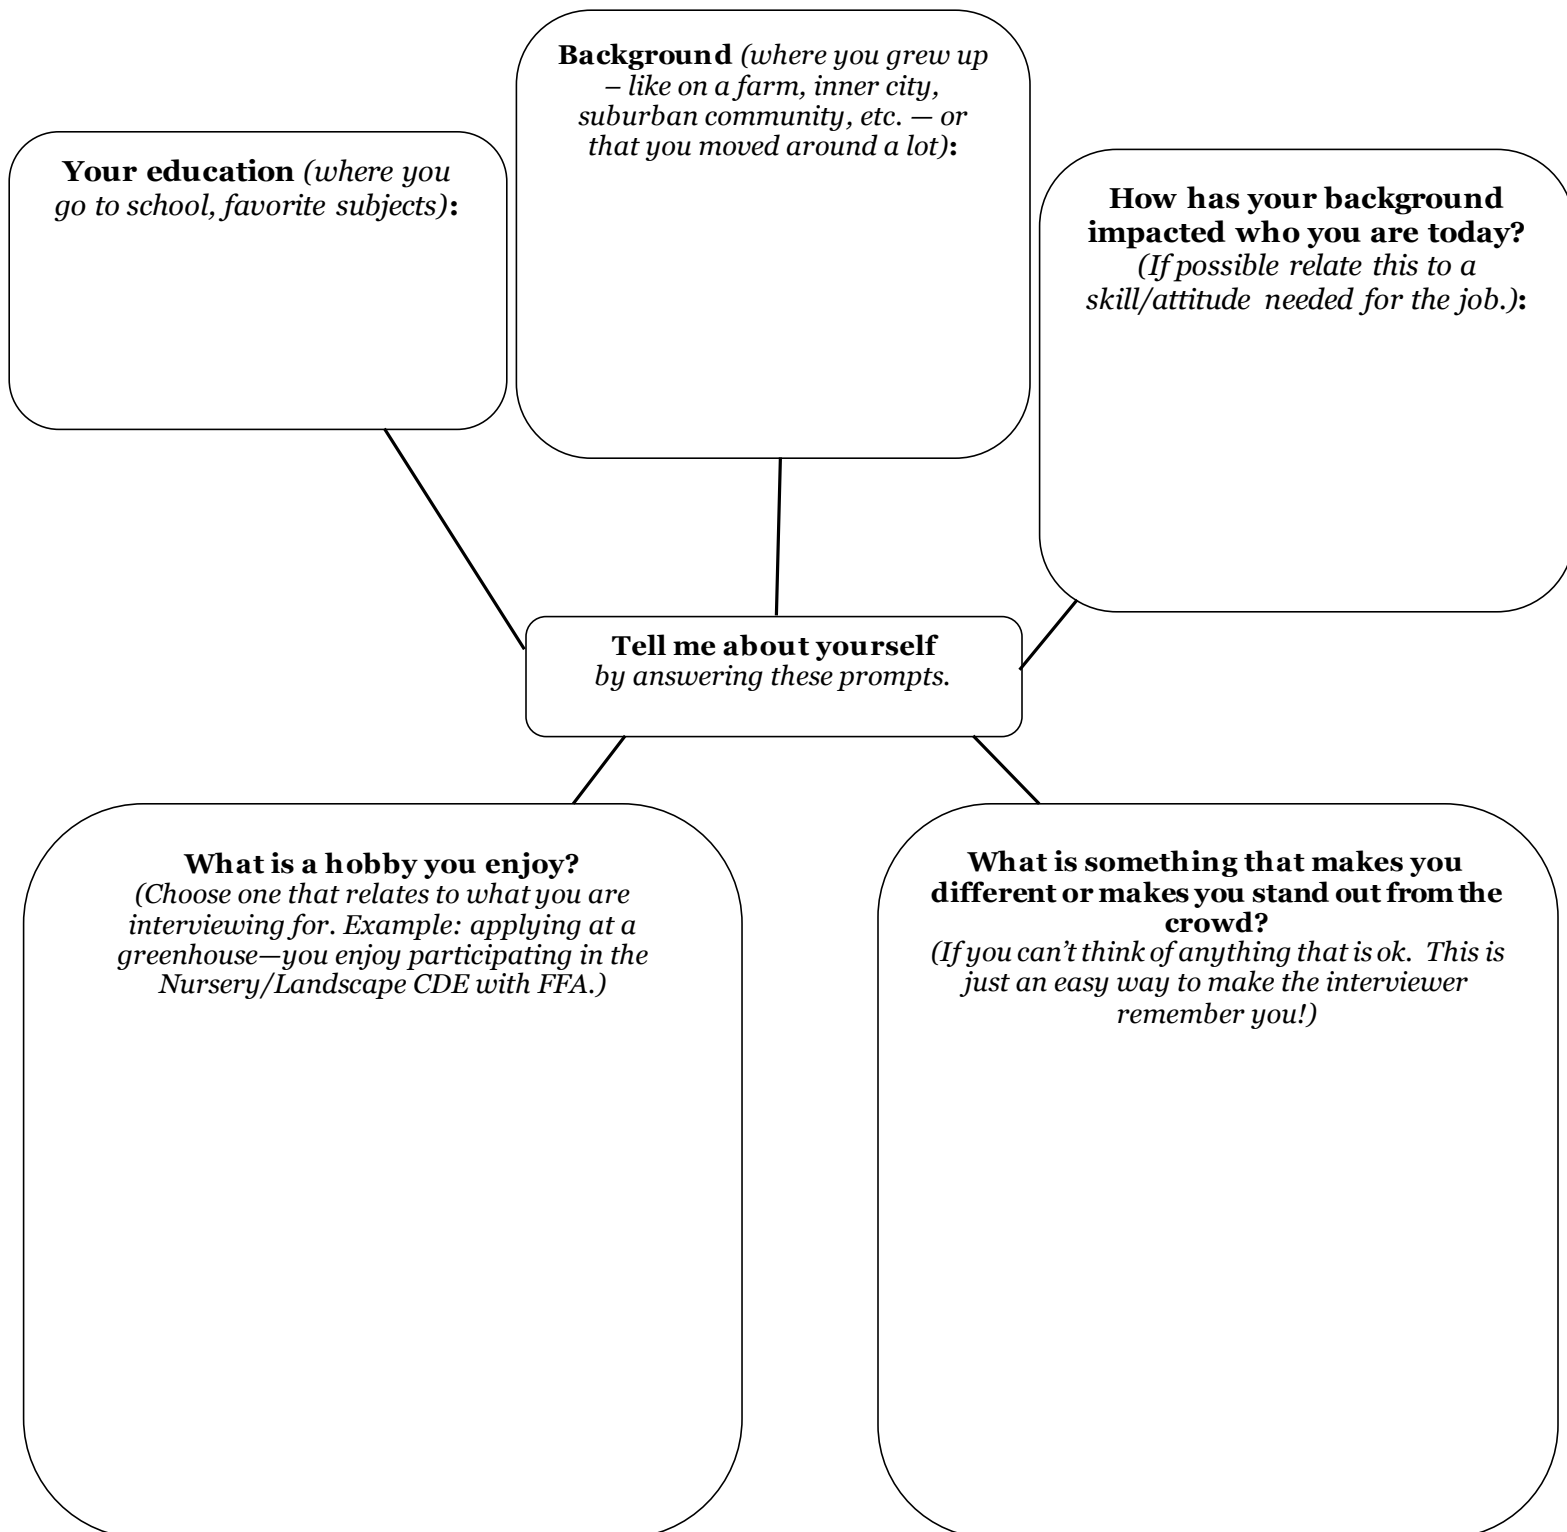 Background (where you grew up
– like on a farm, inner city,
suburban community, etc. — or
that you moved around a lot):
Your education (where you
go to school, favorite subjects):
How has your background
impacted who you are today?
(If possible relate this to a
skill/attitude needed for the job.):
Tell me about yourself
by answering these prompts.
What is a hobby you enjoy?
(Choose one that relates to what you are
interviewing for. Example: applying at a
greenhouse—you enjoy participating in the
Nursery/Landscape CDE with FFA.)
What is something that makes you
different or makes you stand out from the
crowd?
(If you can’t think of anything that is ok.  This is
just an easy way to make the interviewer
remember you!)